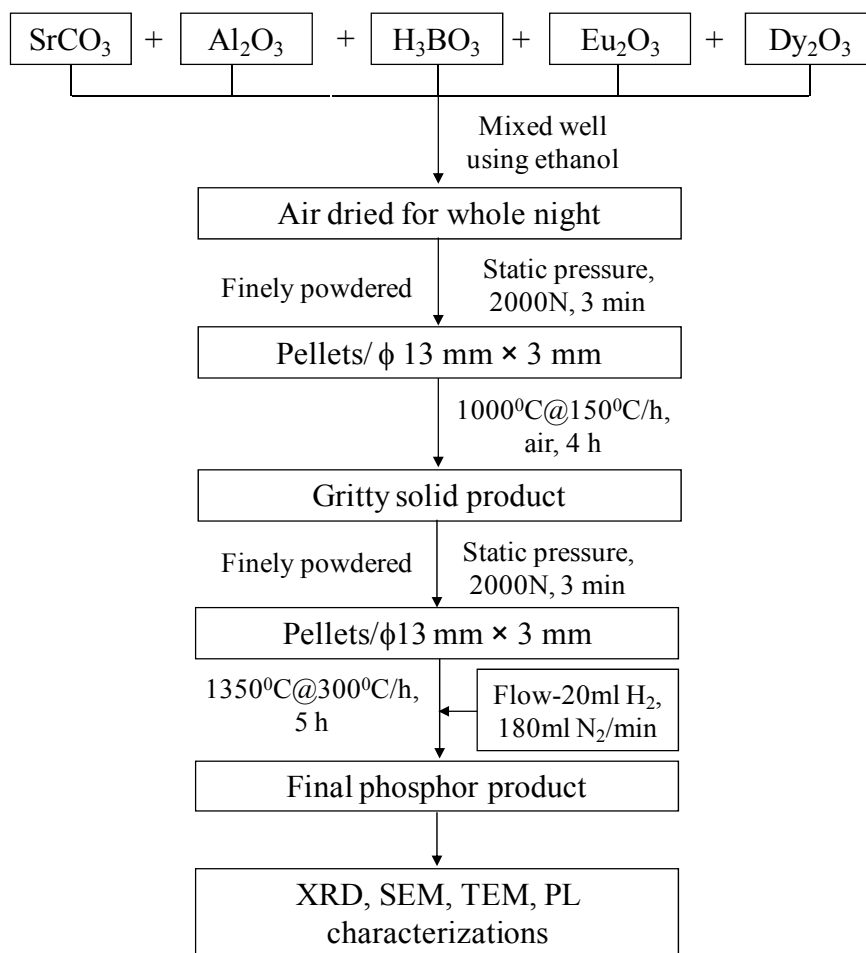 SrCO₃ + Al₂O₃ + H₃BO₃ + Eu₂O₃ + Dy₂O₃
Mixed well
using ethanol
Air dried for whole night
Finely powdered
Static pressure,
2000N, 3 min
Pellets/ ϕ 13 mm × 3 mm
1000⁰C@150⁰C/h,
air, 4 h
Gritty solid product
Finely powdered
Static pressure,
2000N, 3 min
Pellets/ϕ13 mm × 3 mm
1350⁰C@300⁰C/h,
5 h
Flow-20ml H₂,
180ml N₂/min
Final phosphor product
XRD, SEM, TEM, PL
characterizations